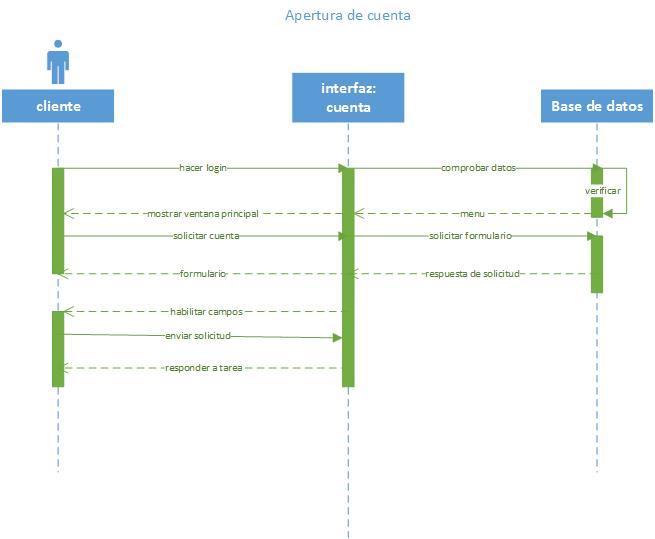 Apertura de cuenta
cliente
interfaz:
cuenta
Base de datos
hacer login
comprobar datos
verificar
mostrar ventana principal
menu
solicitar cuenta
solicitar formulario
formulario
respuesta de solicitud
habilitar campos
enviar solicitud
responder a tarea